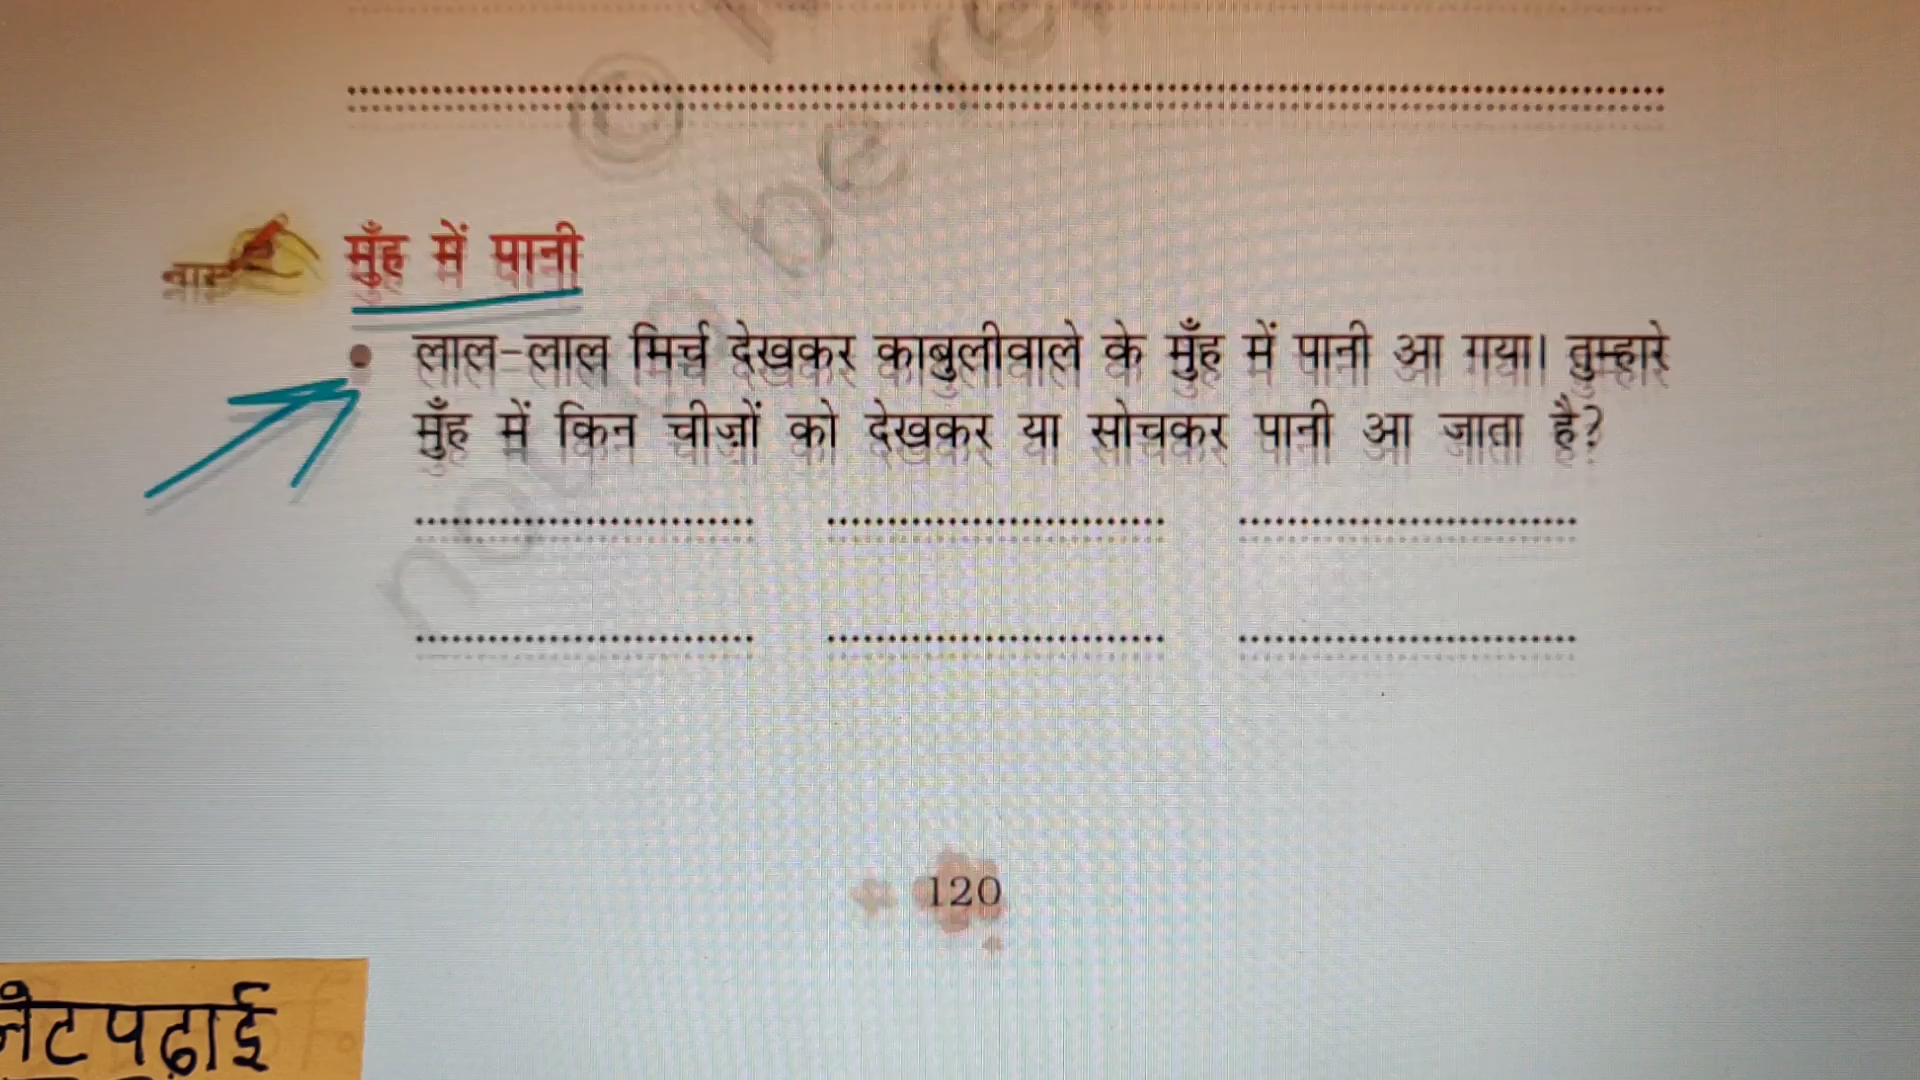 मुँह में पानी
• लाल-लाल मिर्च देखकर काबुलीवाले के मुँह में पानी आ गया। तुम्हारे
मुँह में किन चीज़ों को देखकर या सोचकर पानी आ जाता है?
120
नेटपढ़ाई